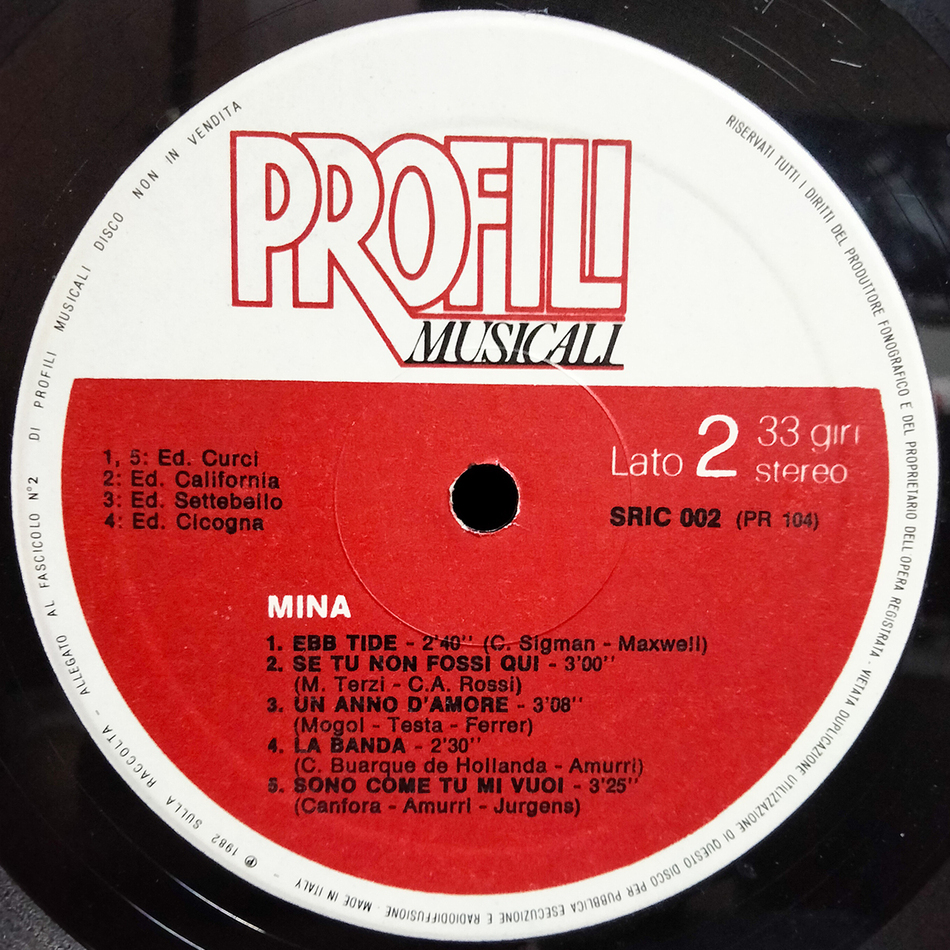 PROFILI
MUSICALI
Lato 2 33 giri
stereo
SRIC 002 (PR 104)
1, 5: Ed. Curci
2: Ed. California
3: Ed. Settebello
4: Ed. Cicogna
MINA
1. EBB TIDE - 2'40'' (C. Sigman - Maxwell)
2. SE TU NON FOSSI QUI - 3'00''
(M. Terzi - C.A. Rossi)
3. UN ANNO D'AMORE - 3'08''
(Mogol - Testa - Ferrer)
4. LA BANDA - 2'30''
(C. Buarque de Hollanda - Amurri)
5. SONO COME TU MI VUOI - 3'25''
(Canfora - Amurri - Jurgens)
RISERVATI TUTTI I DIRITTI DEL PRODUTTORE FONOGRAFICO E DEL PROPRIETARIO DELL'OPERA REGISTRATA - VIETATA DUPLICAZIONE UTILIZZAZIONE DI QUESTO DISCO PER PUBBLICA ESECUZIONE E RADIODIFFUSIONE - MADE IN ITALY
℗ 1982 SULLA RACCOLTA - ALLEGATO AL FASCICOLO N°2 DI PROFILI MUSICALI DISCO NON IN VENDITA